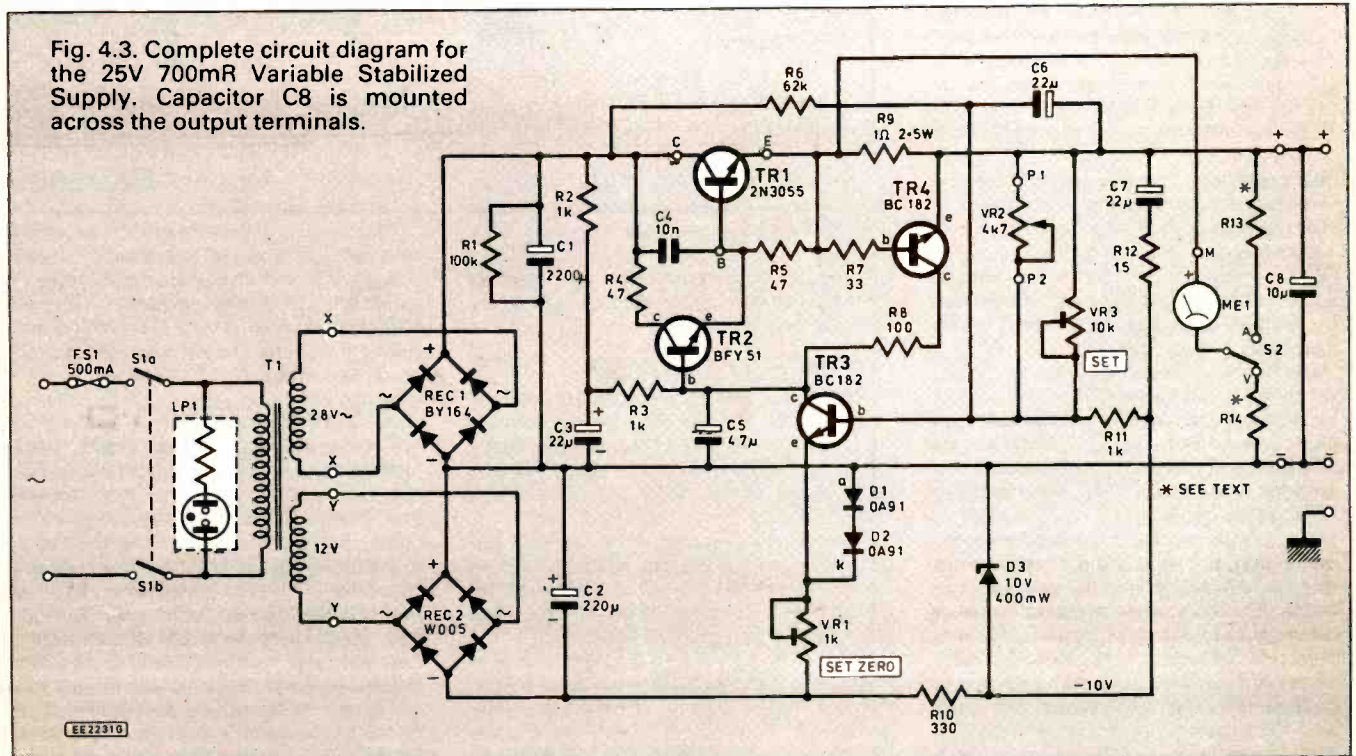 Fig. 4.3. Complete circuit diagram for
the 25V 700mR Variable Stabilized
Supply. Capacitor C8 is mounted
across the output terminals.
R6
62k
C6
22µ
R9
1Ω 2·5W
C
E
TR1
2N3055
+
+
R2
1k
TR4
BC 182
P1
C7
22µ
*
R13
C4
10n
VR2
4k7
e
R1
100k
C1
2200µ
B
R5
47
R7
33
b
M
R12
15
R4
47
c
P2
+
ME1
C8
10µ
FS1
500mA
S1a
T1
X
c
e
TR2
BFY 51
R8
100
VR3
10k
A
S2
V
LP1
+
REC 1
BY164
~
~
28V~
TR3
BC182
SET
b
c
*
R14
R3
1k
b
X
-
C3
22µ
+
-
C5
4·7µ
e
R11
1k
-
-
~
Y
a
D1
OA91
* SEE TEXT
12V
+
D2
OA91
k
D3
10V
400mW
~
~
REC 2
W005
+
C2
220µ
-
S1b
Y
-
VR1
1k
SET ZERO
-10V
R10
330
EE2231G